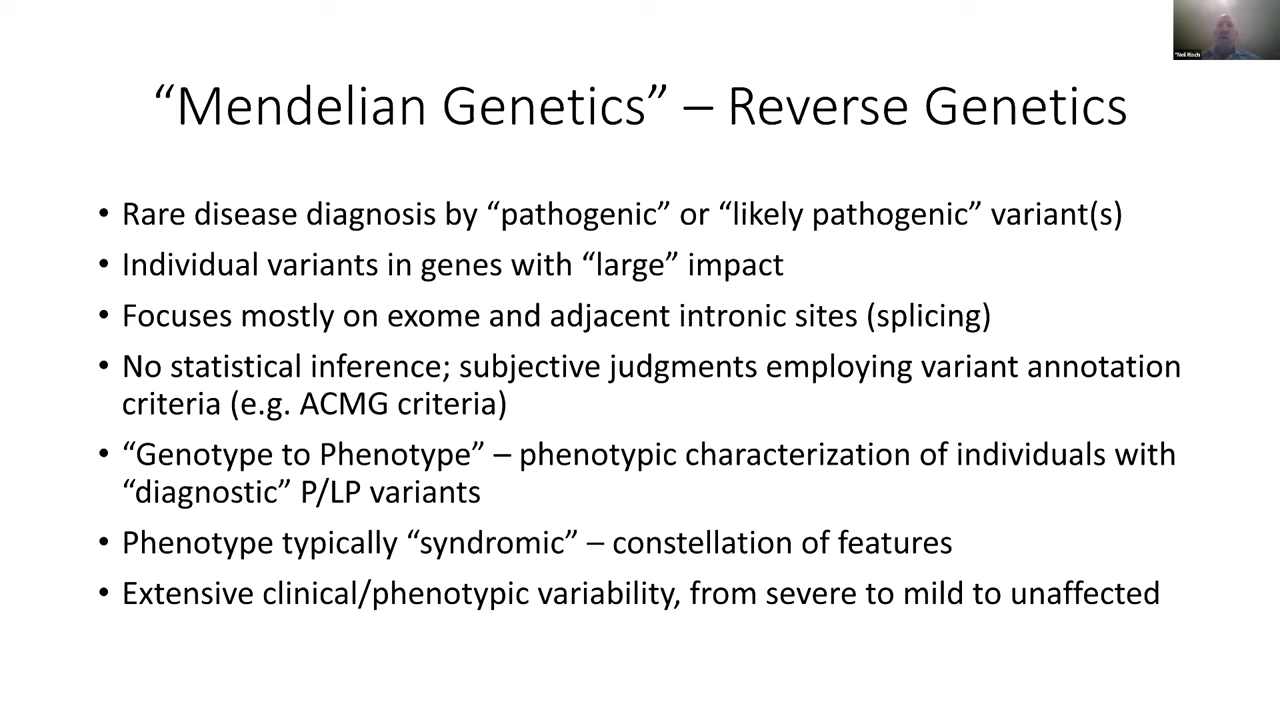 "Neil Risch
“Mendelian Genetics” – Reverse Genetics
• Rare disease diagnosis by “pathogenic” or “likely pathogenic” variant(s)
• Individual variants in genes with “large” impact
• Focuses mostly on exome and adjacent intronic sites (splicing)
• No statistical inference; subjective judgments employing variant annotation
criteria (e.g. ACMG criteria)
• “Genotype to Phenotype” – phenotypic characterization of individuals with
“diagnostic” P/LP variants
• Phenotype typically “syndromic” – constellation of features
• Extensive clinical/phenotypic variability, from severe to mild to unaffected